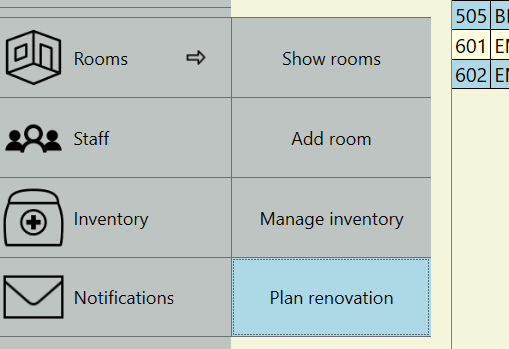 Rooms
Show rooms
Staff
Add room
Inventory
Manage inventory
Notifications
Plan renovation
505
601
602